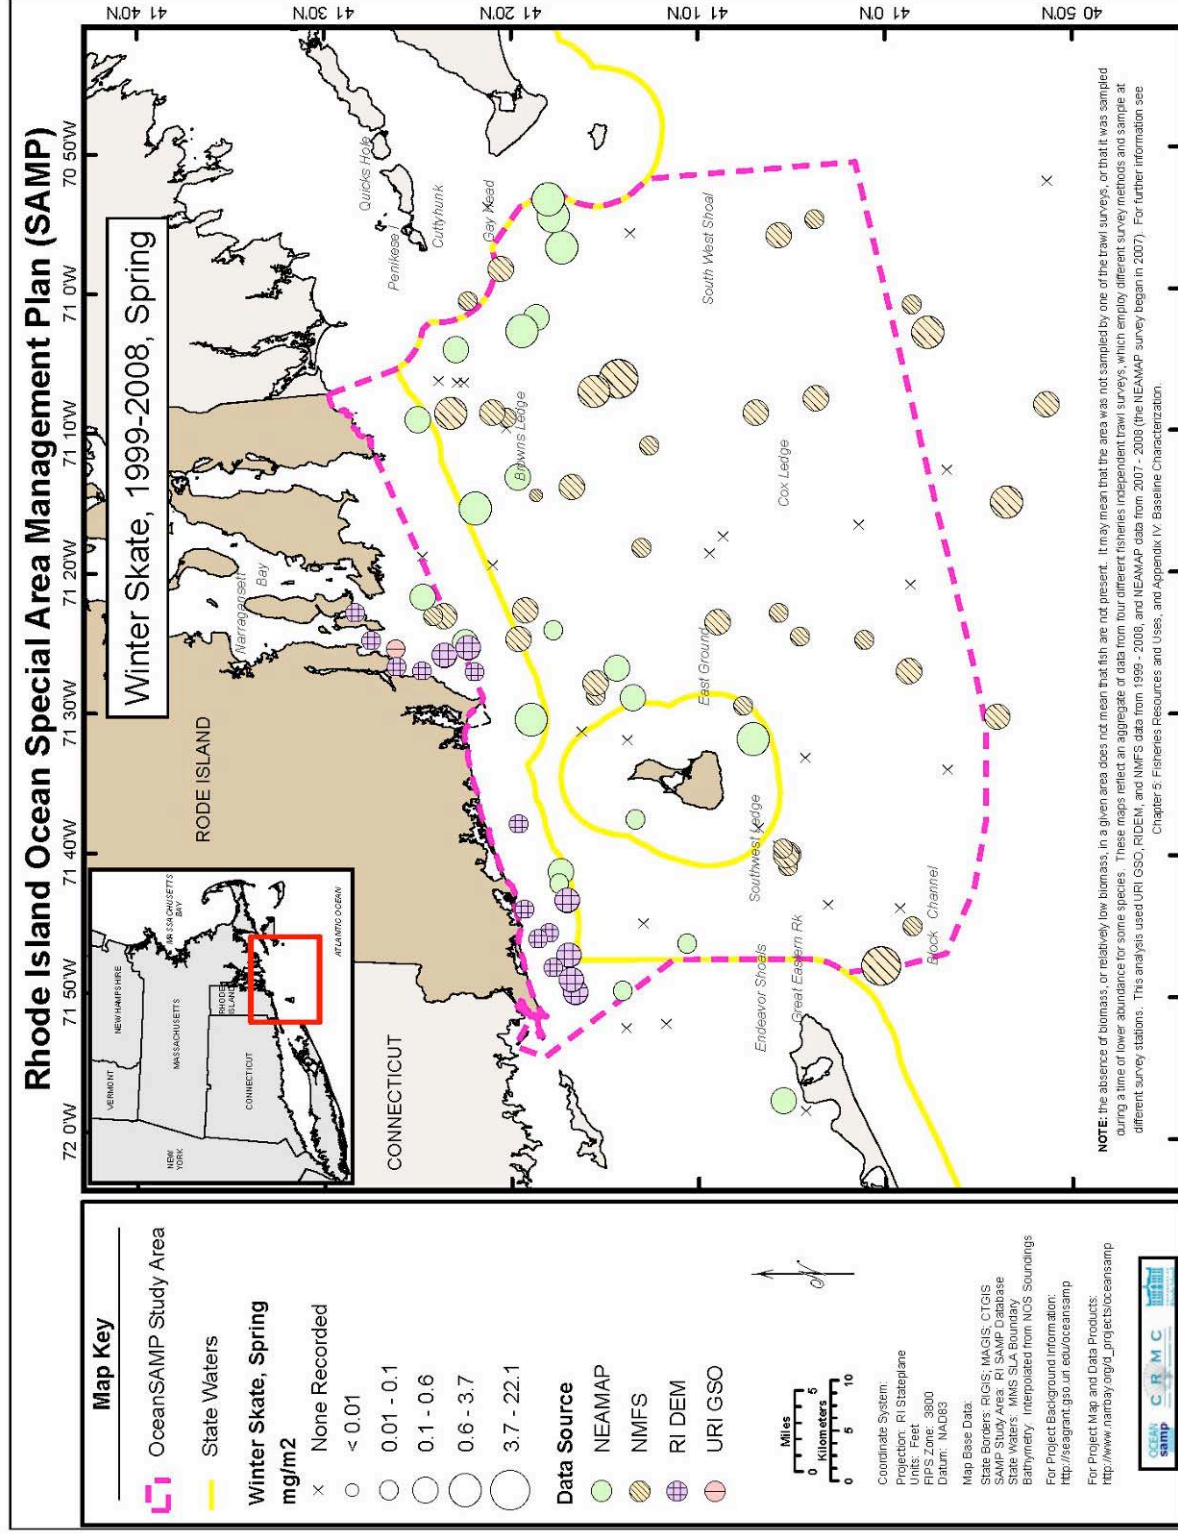 Rhode Island Ocean Special Area Management Plan (SAMP)
72 0'W
71 50'W
71 40'W
71 30'W
71 20'W
71 10'W
71 0'W
70 50'W
41 40'N
41 30'N
41 20'N
41 10'N
41 0'N
40 50'N
Winter Skate, 1999-2008, Spring
VERMONT
NEW HAMPSHIRE
NEW
YORK
MASSACHUSETTS
MASSACHUSETTS
BAY
CONNECTICUT
RHODE
ISLAND
ATLANTIC OCEAN
RODE ISLAND
CONNECTICUT
Narragansett
Bay
Quicks Hole
Penikese I
Cuttyhunk
Gay Head
Browns Ledge
South West Shoal
Cox Ledge
East Ground
Southwest Ledge
Endeavor Shoals
Great Eastern Rk
Block Channel
NOTE: the absence of biomass, or relatively low biomass, in a given area does not mean that fish are not present. It may mean that the area was not sampled by one of the trawl surveys, or that it was sampled
during a time of lower abundance for some species. These maps reflect an aggregate of data from four different fisheries independent trawl surveys, which employ different survey methods and sample at
different survey stations. This analysis used URI GSO, RIDEM, and NMFS data from 1999 - 2008, and NEAMAP data from 2007 - 2008 (the NEAMAP survey began in 2007). For further information see
Chapter 5: Fisheries Resources and Uses, and Appendix IV: Baseline Characterization.
Map Key
OceanSAMP Study Area
State Waters
Winter Skate, Spring
mg/m2
None Recorded
< 0.01
0.01 - 0.1
0.1 - 0.6
0.6 - 3.7
3.7 - 22.1
Data Source
NEAMAP
NMFS
RI DEM
URI GSO
Miles
0 5
Kilometers
0 5 10
N
Coordinate System:
Projection: RI Stateplane
Units: Feet
FIPS Zone: 3800
Datum: NAD83
Map Base Data:
State Borders: RIGIS; MAGIS; CTGIS
SAMP Study Area: RI SAMP Database
State Waters: MMS SLA Boundary
Bathymetry: Interpolated from NOS Soundings
For Project Background Information:
http://seagrant.gso.uri.edu/oceansamp
For Project Map and Data Products:
http://www.narrbay.org/d_projects/oceansamp
OCEAN
samp
C R M C